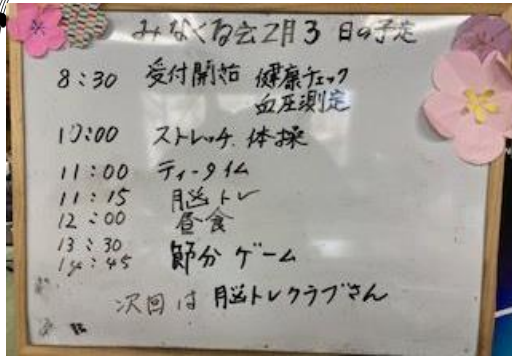 みなくる会2月3日の予定
8:30 受付開始 健康チェック
血圧測定
10:00 ストレッチ.体操
11:00 ティータイム
11:15 脳トレ
12:00 昼食
13:30
14:45 節分ゲーム
次回は脳トレクラブさん